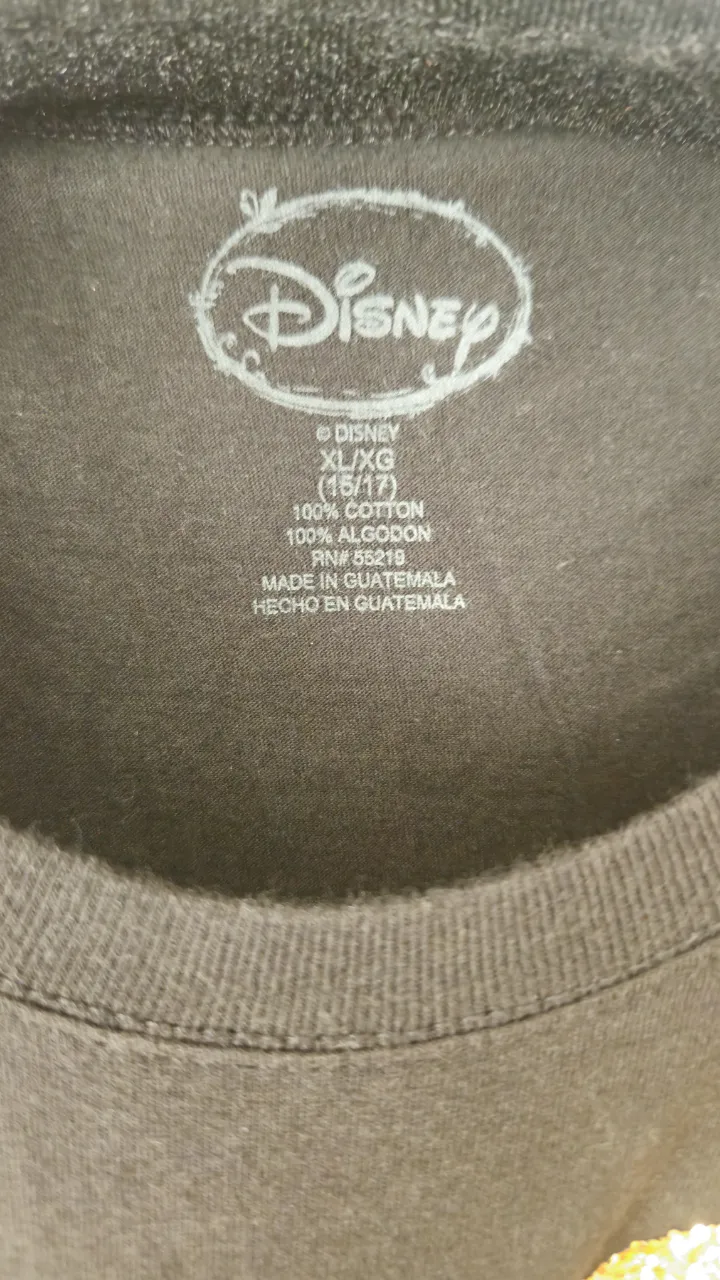 Disney
© DISNEY
XL/XG
(15/17)
100% COTTON
100% ALGODON
RN# 55219
MADE IN GUATEMALA
HECHO EN GUATEMALA